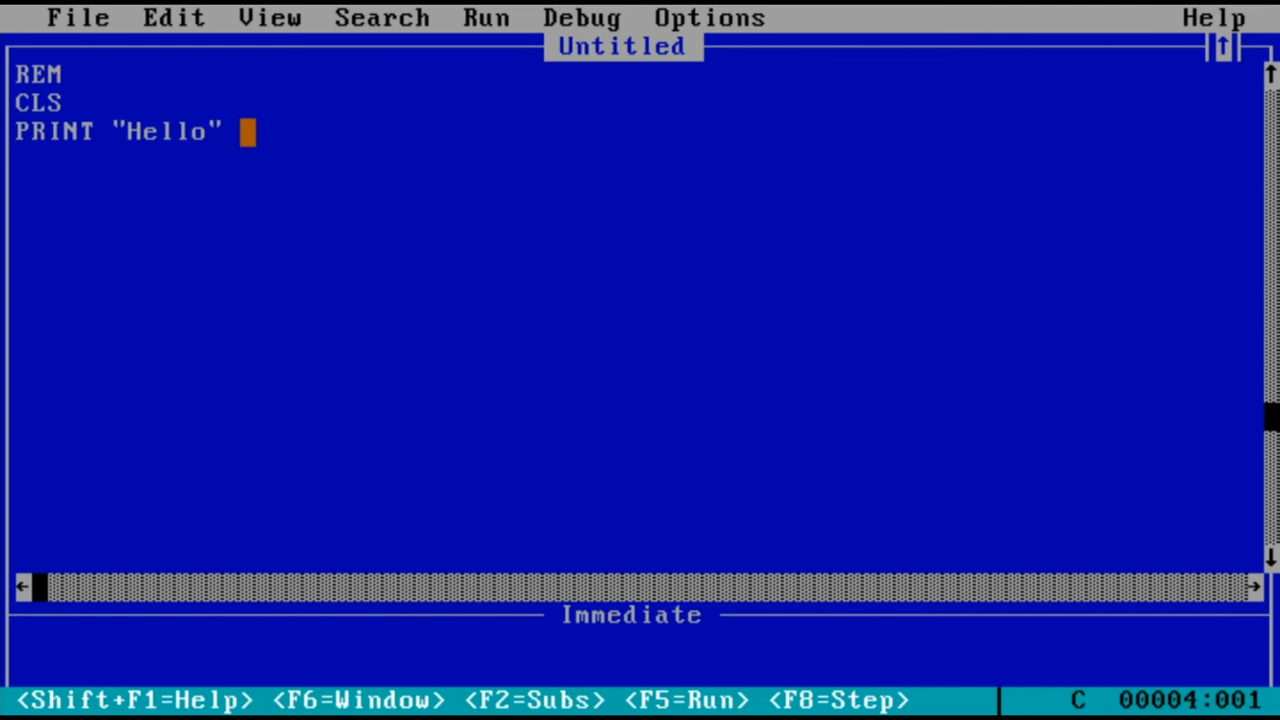 File Edit View Search Run Debug Options Help
Untitled
REM
CLS
PRINT "Hello"
Immediate
<Shift+F1=Help> <F6=Window> <F2=Subs> <F5=Run> <F8=Step> C 00004:001